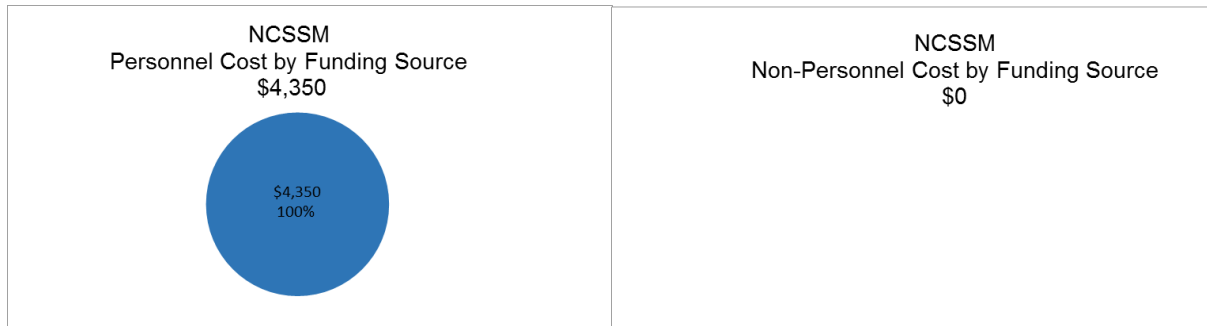 NCSSM
Personnel Cost by Funding Source
$4,350
$4,350
100%
NCSSM
Non-Personnel Cost by Funding Source
$0